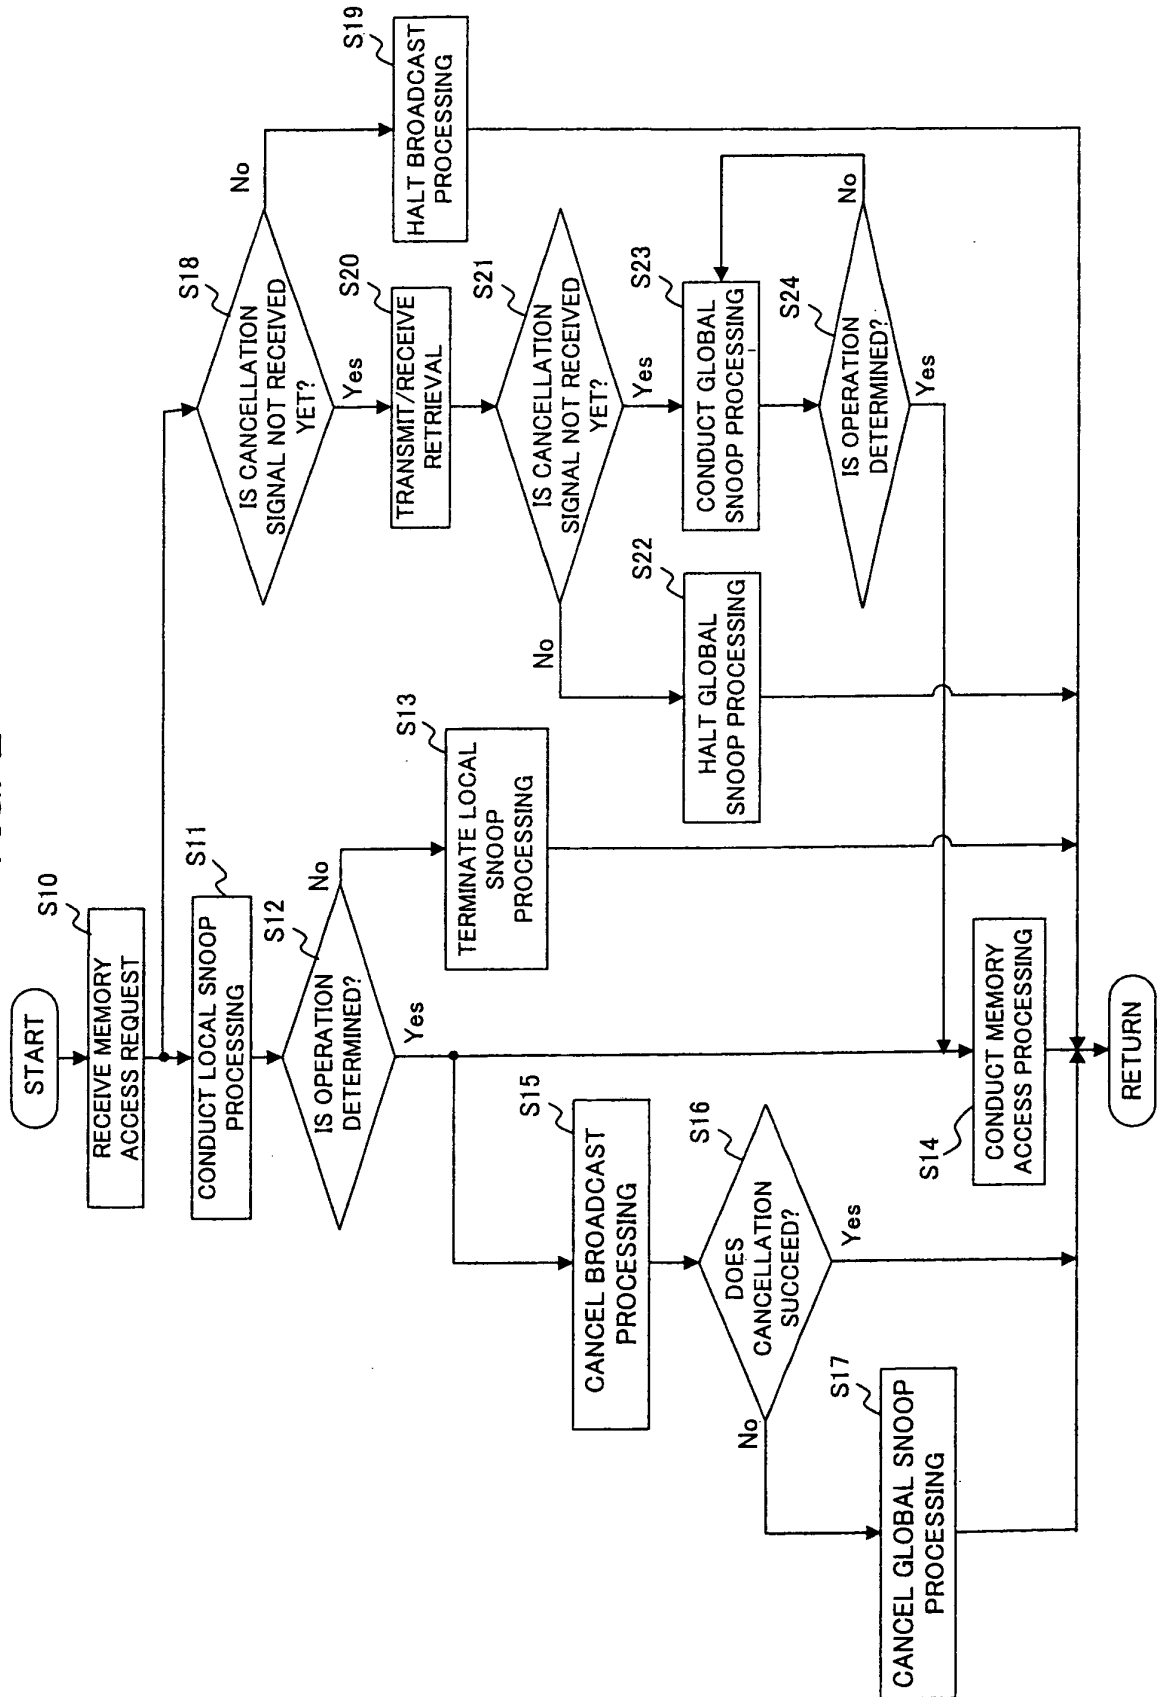 START
S10
RECEIVE MEMORY
ACCESS REQUEST
S11
CONDUCT LOCAL SNOOP
PROCESSING
S12
IS OPERATION
DETERMINED?
No
Yes
S13
TERMINATE LOCAL
SNOOP
PROCESSING
S15
CANCEL BROADCAST
PROCESSING
S16
DOES
CANCELLATION
SUCCEED?
No
Yes
S17
CANCEL GLOBAL SNOOP
PROCESSING
S14
CONDUCT MEMORY
ACCESS PROCESSING
RETURN
S18
IS CANCELLATION
SIGNAL NOT RECEIVED
YET?
No
Yes
S19
HALT BROADCAST
PROCESSING
S20
TRANSMIT/RECEIVE
RETRIEVAL
S21
IS CANCELLATION
SIGNAL NOT RECEIVED
YET?
No
Yes
S22
HALT GLOBAL
SNOOP PROCESSING
S23
CONDUCT GLOBAL
SNOOP PROCESSING
S24
IS OPERATION
DETERMINED?
No
Yes